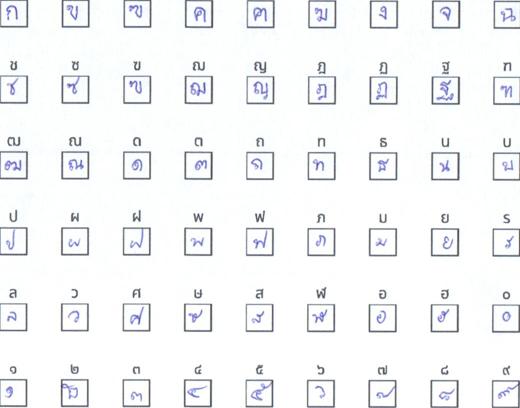 ก ข ฃ ค ฅ ฆ ง จ ฉ
ช ซ ฃ ฌ ญ ฎ ฏ ฐ ฑ
ช ซ ฃ ฌ ญ ฎ ฏ ฐ ฑ
ฒ ณ ด ต ถ ท ธ น บ
ฒ ณ ด ต ถ ท ธ น บ
ป ผ ฝ พ ฟ ภ ม ย ร
ป ผ ฝ พ ฟ ภ ม ย ร
ล ว ศ ษ ส ฬ อ ฮ ๐
ล ว ศ ษ ส ฬ อ ฮ ๐
๑ ๒ ๓ ๔ ๕ ๖ ๗ ๘ ๙
๑ ๒ ๓ ๔ ๕ ๖ ๗ ๘ ๙